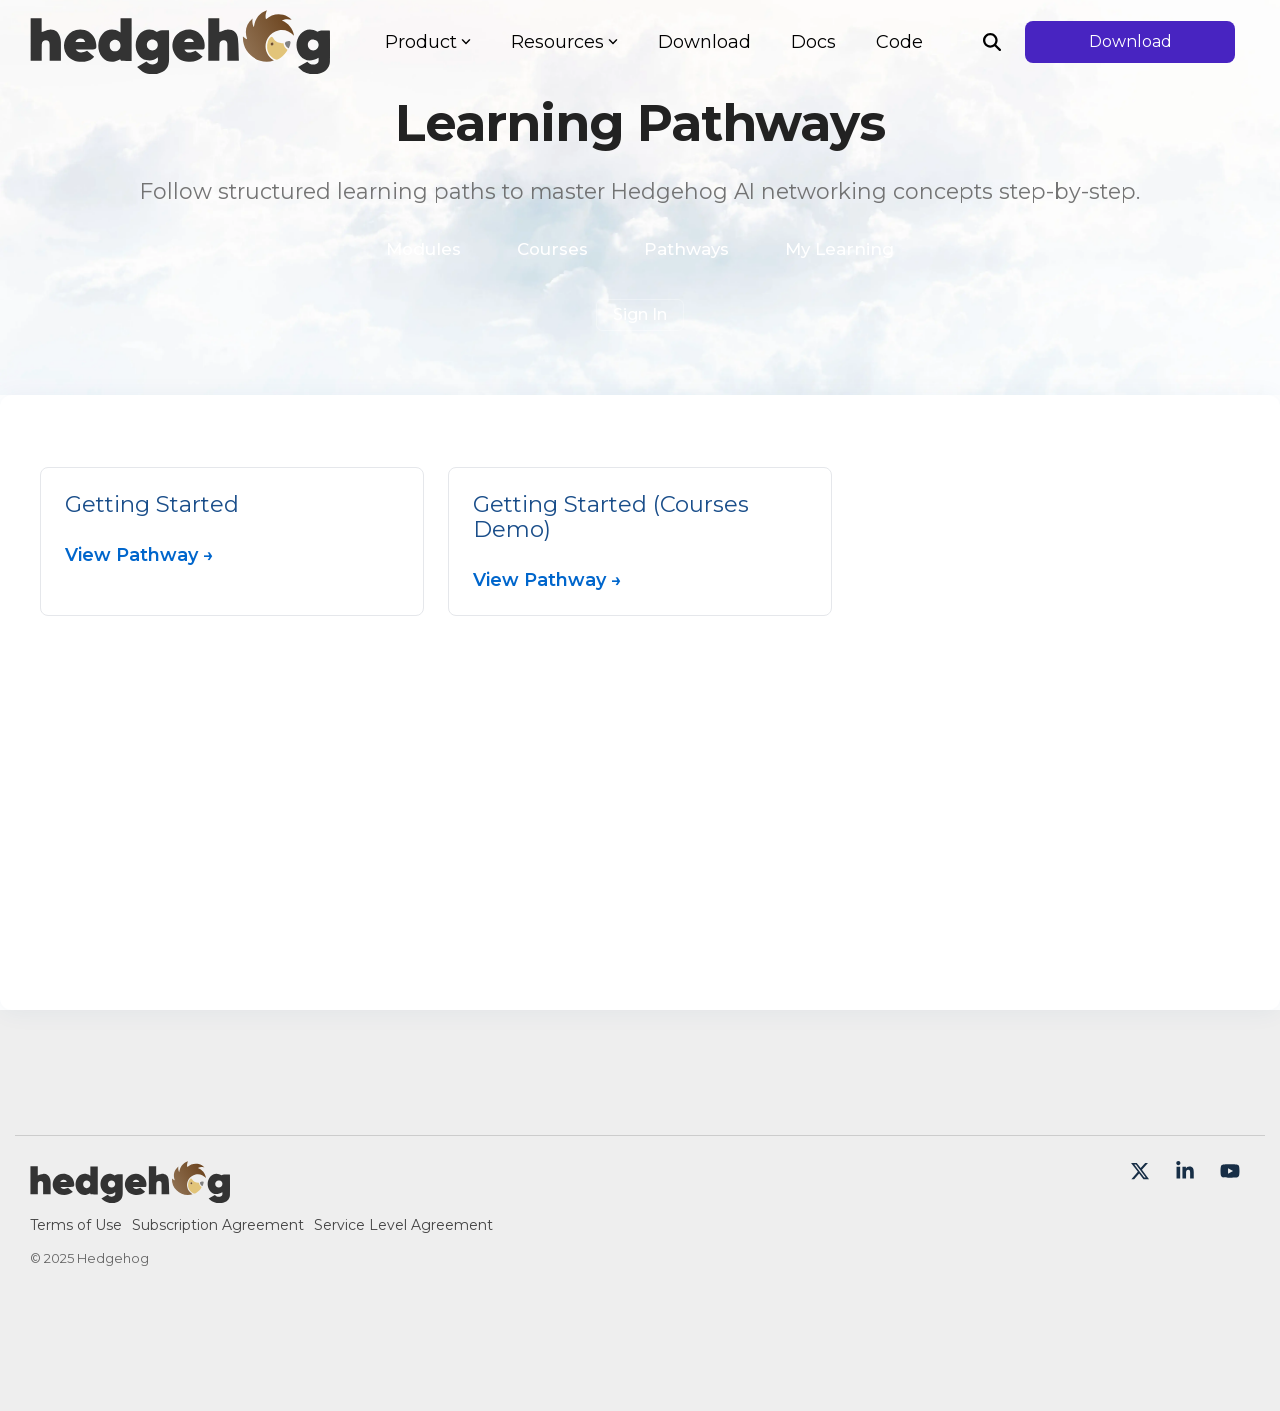 hedgehog
Product Resources Download Docs Code Download
Learning Pathways
Follow structured learning paths to master Hedgehog AI networking concepts step-by-step.
Modules Courses Pathways My Learning
Sign In
Getting Started
View Pathway →
Getting Started (Courses
Demo)
View Pathway →
hedgehog
Terms of Use Subscription Agreement Service Level Agreement
© 2025 Hedgehog